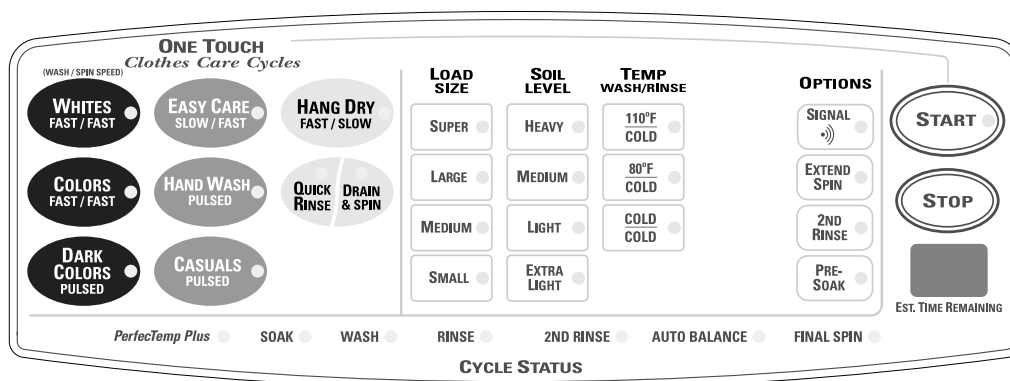 ONE TOUCH
Clothes Care Cycles
(WASH / SPIN SPEED)
WHITES
FAST / FAST
EASY CARE
SLOW / FAST
HANG DRY
FAST / SLOW
COLORS
FAST / FAST
HAND WASH
PULSED
QUICK
RINSE
DRAIN
& SPIN
DARK
COLORS
PULSED
CASUALS
PULSED
LOAD
SIZE
SUPER
LARGE
MEDIUM
SMALL
SOIL
LEVEL
HEAVY
MEDIUM
LIGHT
EXTRA
LIGHT
TEMP
WASH/RINSE
110°F
COLD
80°F
COLD
COLD
COLD
OPTIONS
SIGNAL
EXTEND
SPIN
2ND
RINSE
PRE-
SOAK
START
STOP
EST. TIME REMAINING
PerfecTemp Plus
SOAK
WASH
RINSE
2ND RINSE
AUTO BALANCE
FINAL SPIN
CYCLE STATUS